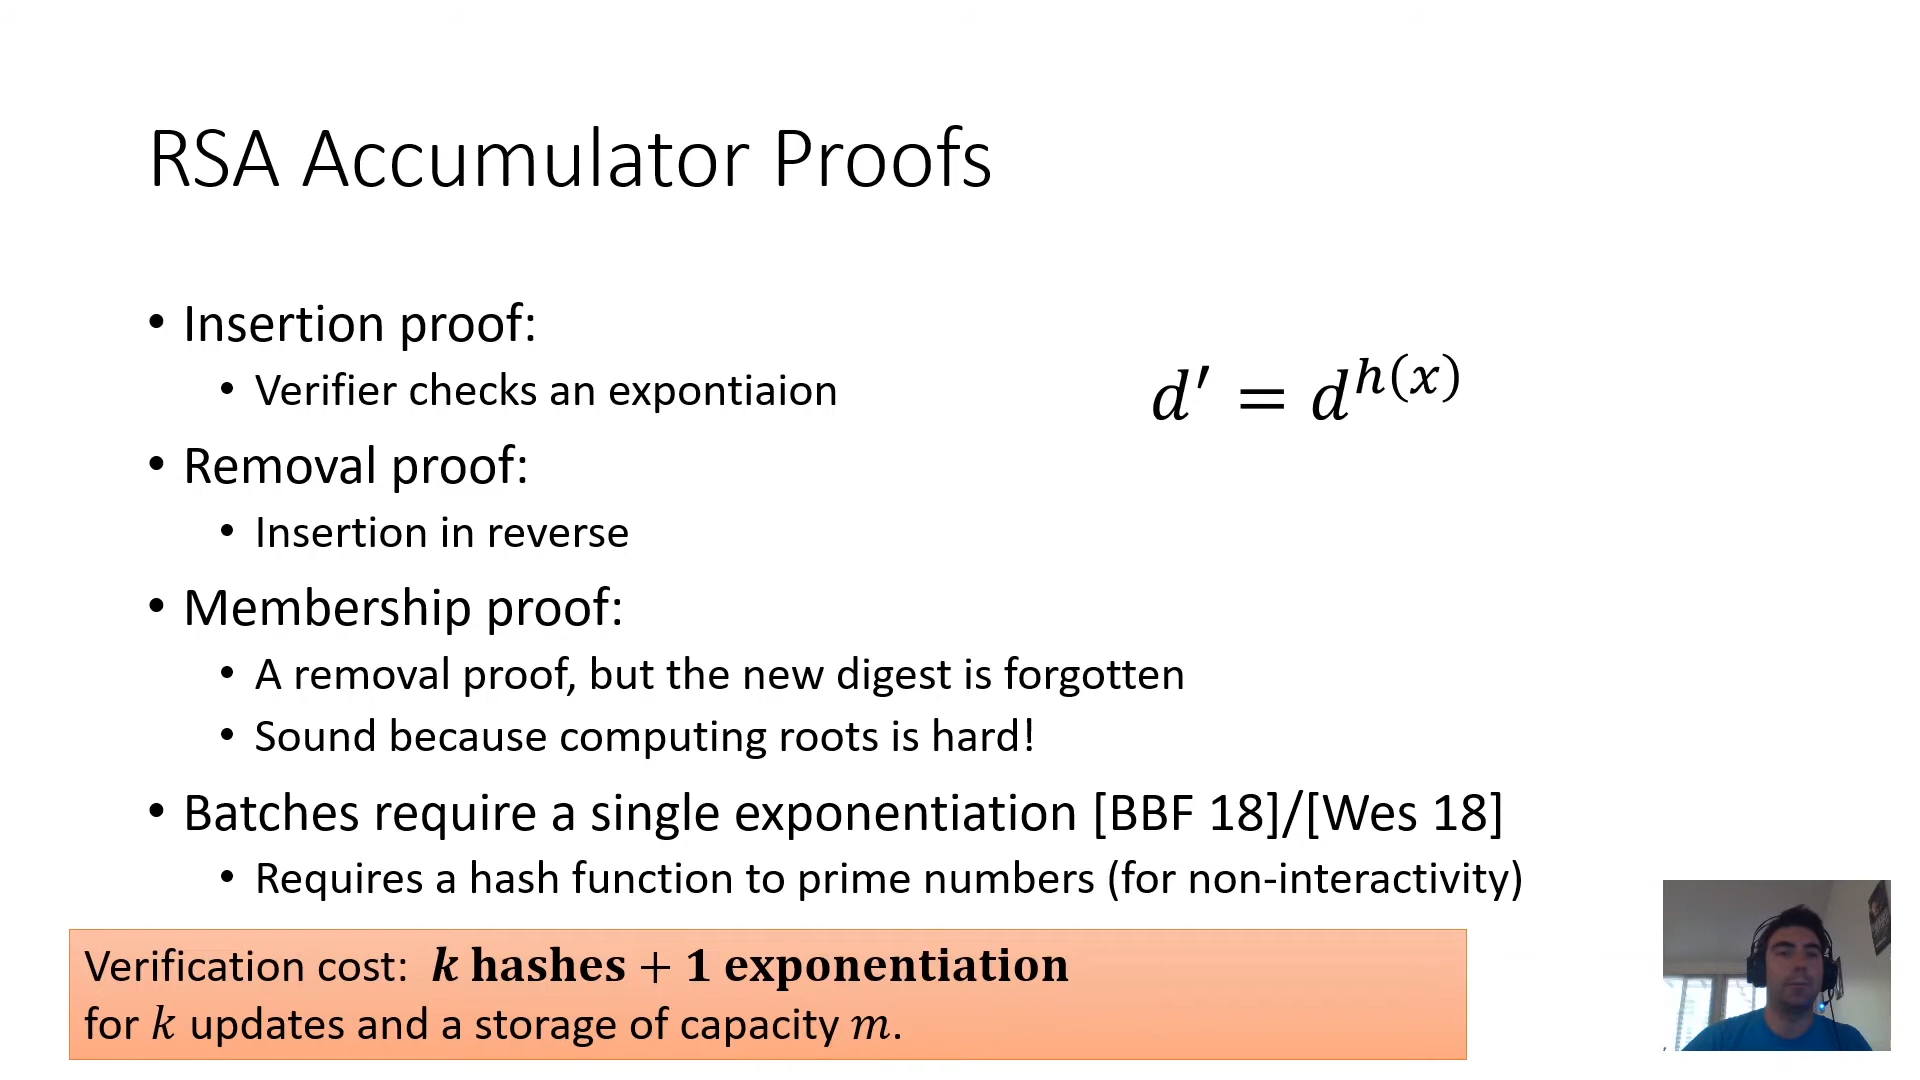 RSA Accumulator Proofs
• Insertion proof:
• Verifier checks an expontiaion
d′ = d^{h(x)}
• Removal proof:
• Insertion in reverse
• Membership proof:
• A removal proof, but the new digest is forgotten
• Sound because computing roots is hard!
• Batches require a single exponentiation [BBF 18]/[Wes 18]
• Requires a hash function to prime numbers (for non-interactivity)
Verification cost: k hashes + 1 exponentiation
for k updates and a storage of capacity m.